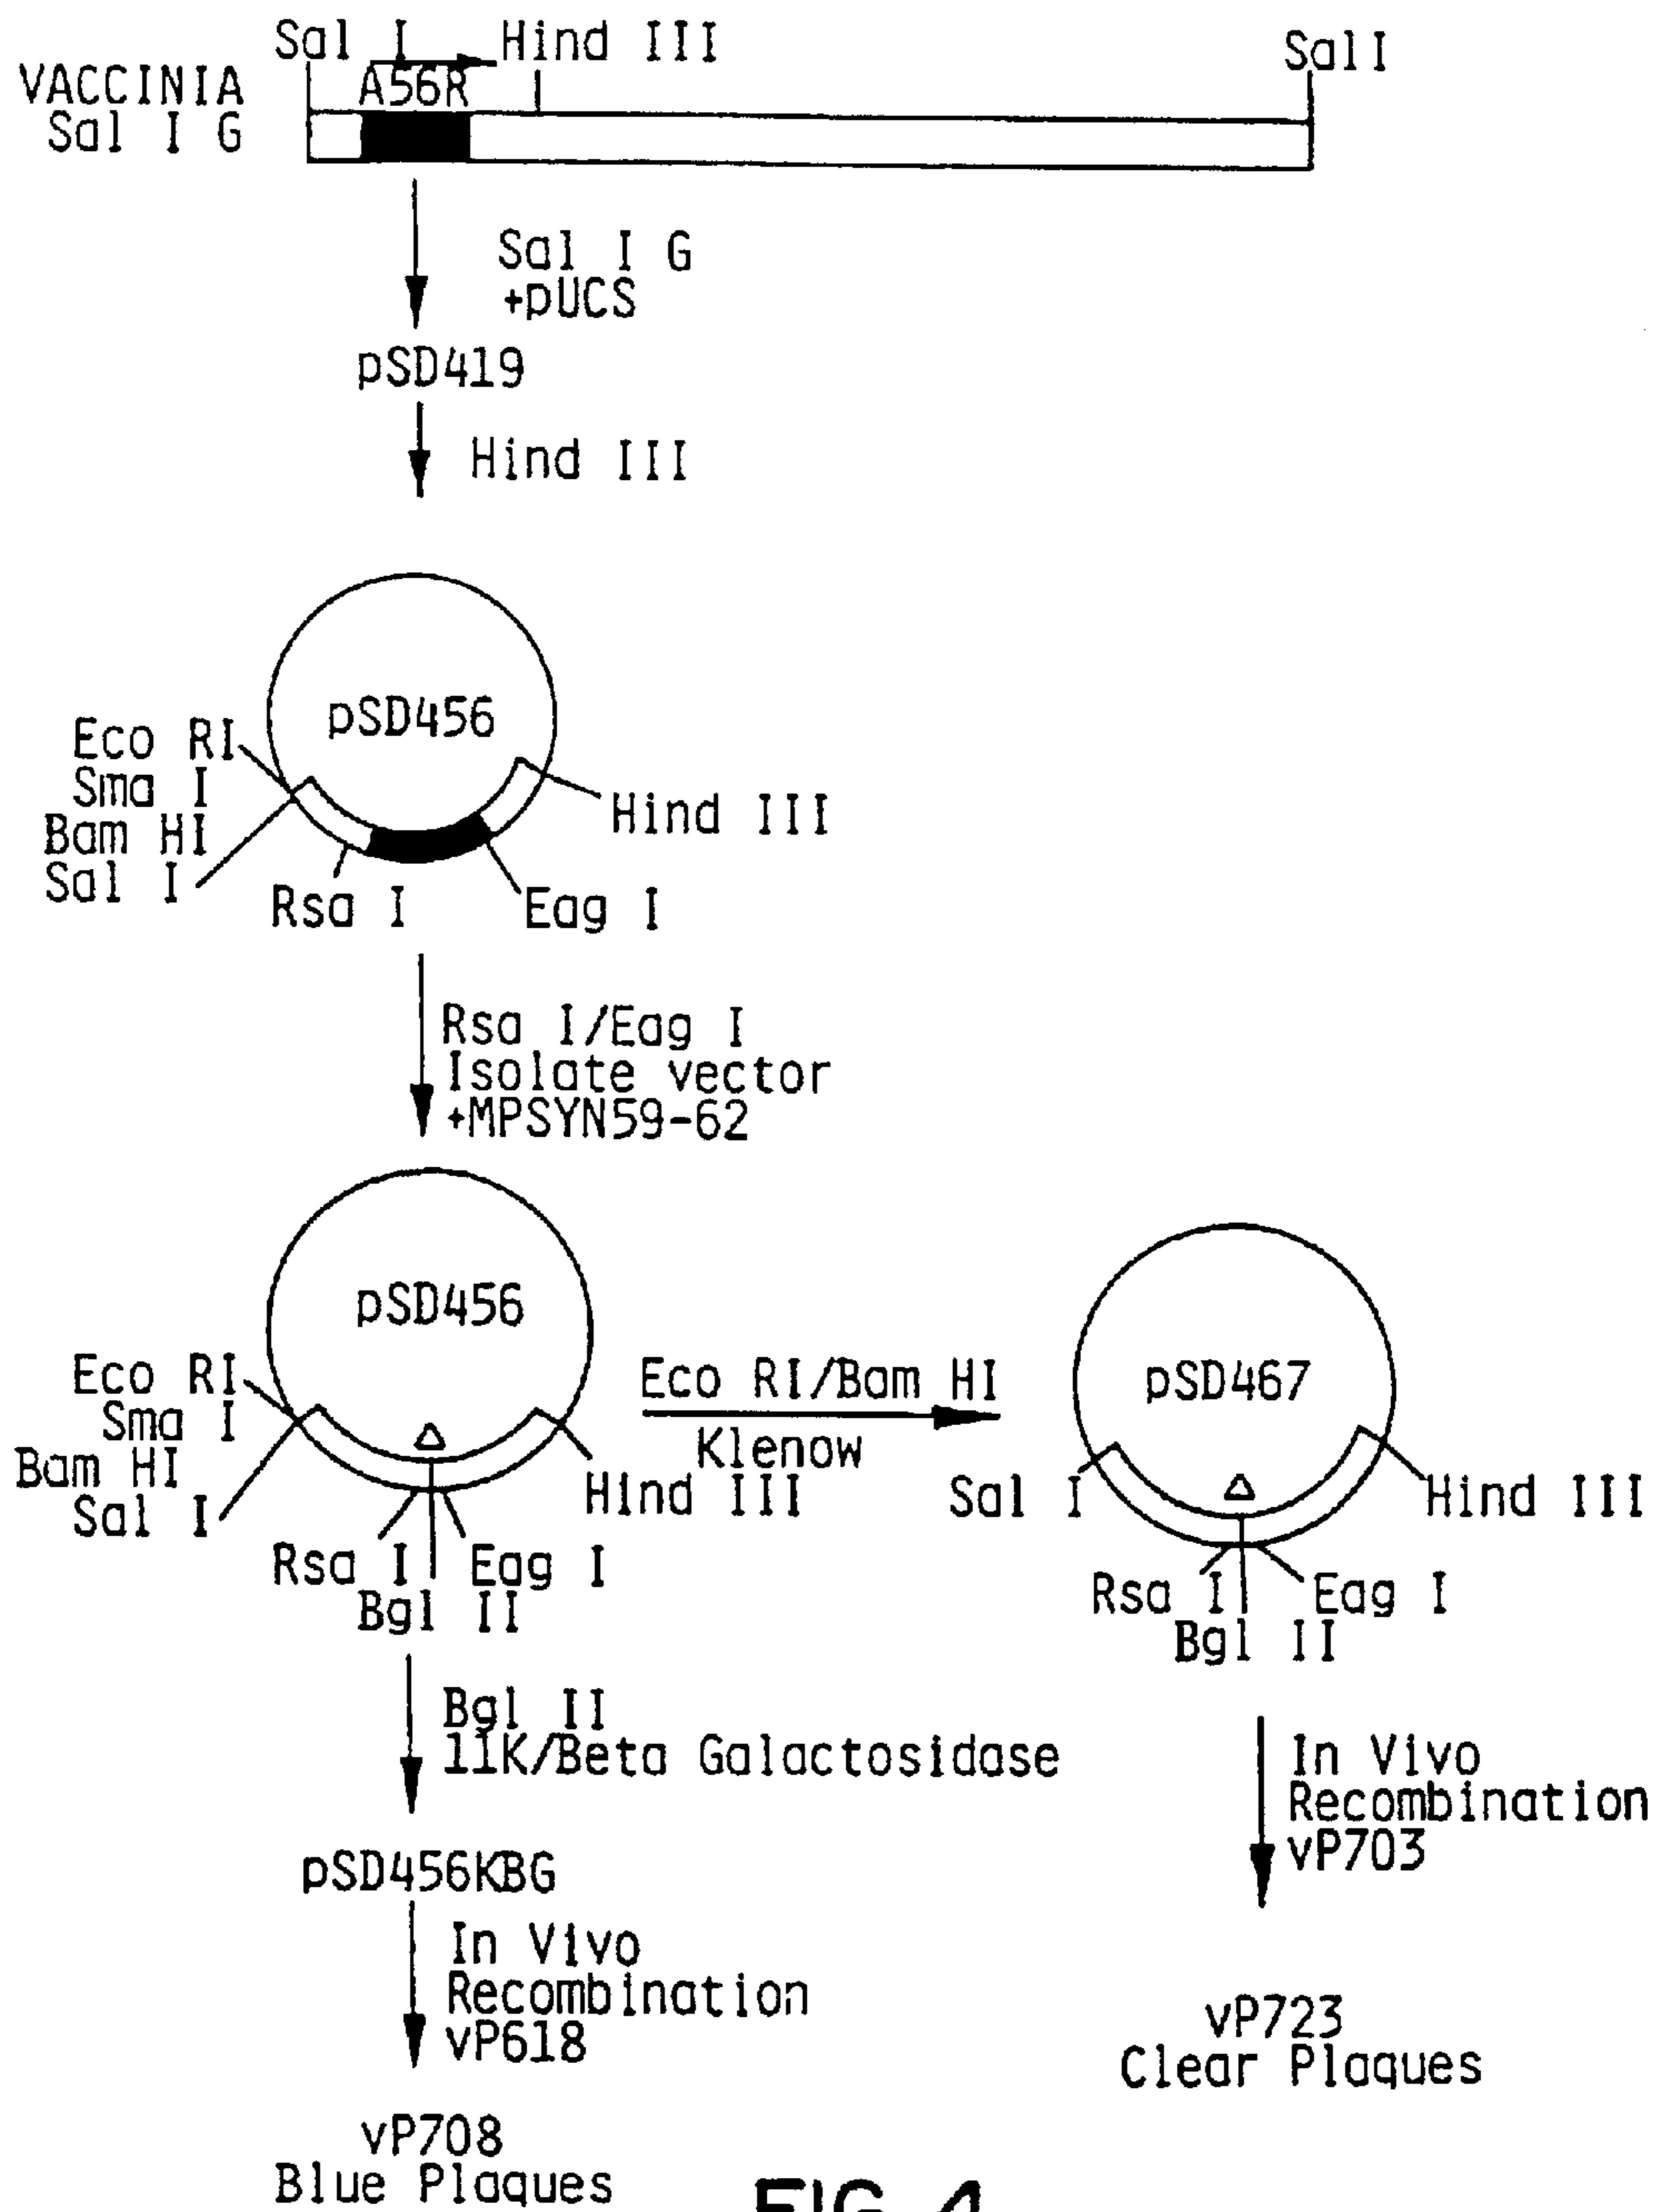 Sal I
Hind III
Sal I
VACCINIA
A56R
Sal I G
Sal I G
+pUCS
pSD419
Hind III
pSD456
Eco RI
Sma I
Bam HI
Sal I
Hind III
Rsa I
Eag I
Rsa I/Eag I
Isolate vector
+MPSYN59-62
pSD456
Eco RI
Sma I
Bam HI
Sal I
Hind III
Rsa I
Eag I
Bgl II
Eco RI/Bam HI
Klenow
pSD467
Sal I
Hind III
Rsa I
Eag I
Bgl II
Bgl II
11K/Beta Galactosidase
pSD456KBG
In Vivo
Recombination
vP618
vP708
Blue Plaques
In Vivo
Recombination
vP703
vP723
Clear Plaques
FIG. 4